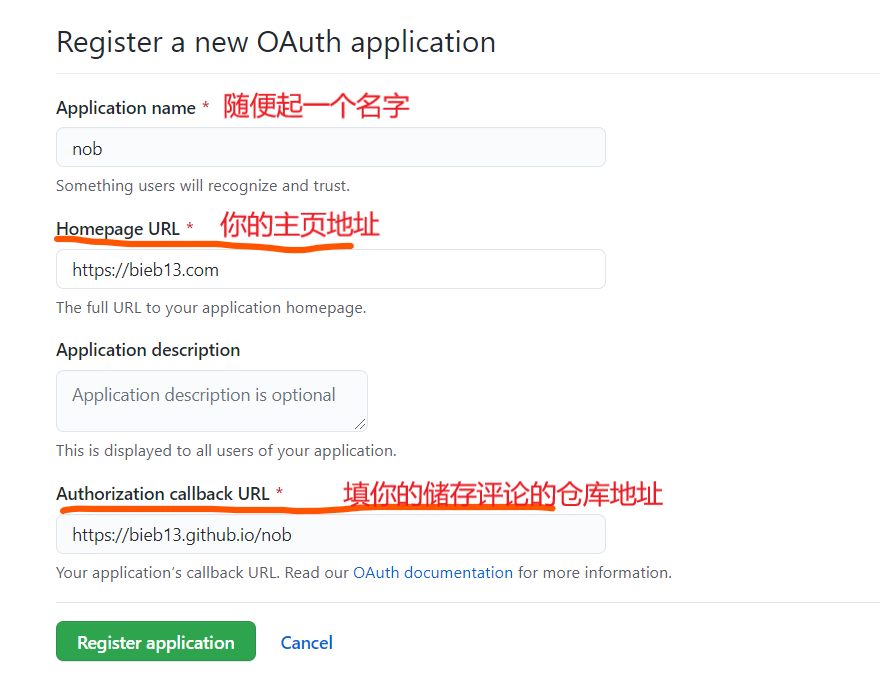 Register a new OAuth application
Application name * 随便起一个名字
nob
Something users will recognize and trust.
Homepage URL * 你的主页地址
https://bieb13.com
The full URL to your application homepage.
Application description
Application description is optional
This is displayed to all users of your application.
Authorization callback URL * 填你的储存评论的仓库地址
https://bieb13.github.io/nob
Your application's callback URL. Read our OAuth documentation for more information.
Register application Cancel